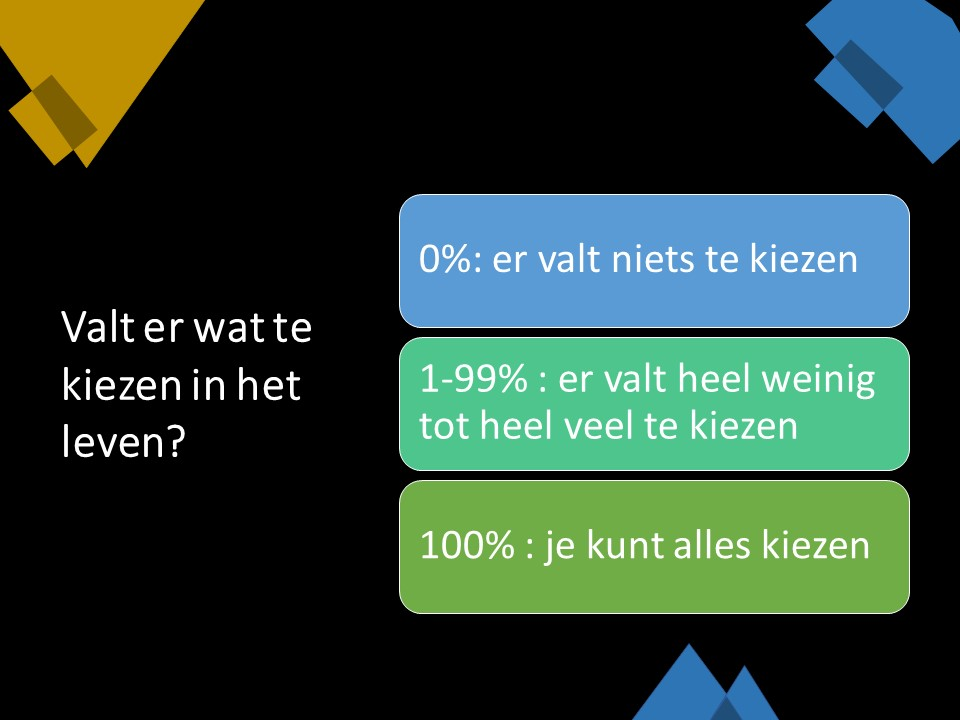 Valt er wat te
kiezen in het
leven?
0%: er valt niets te kiezen
1-99% : er valt heel weinig
tot heel veel te kiezen
100% : je kunt alles kiezen